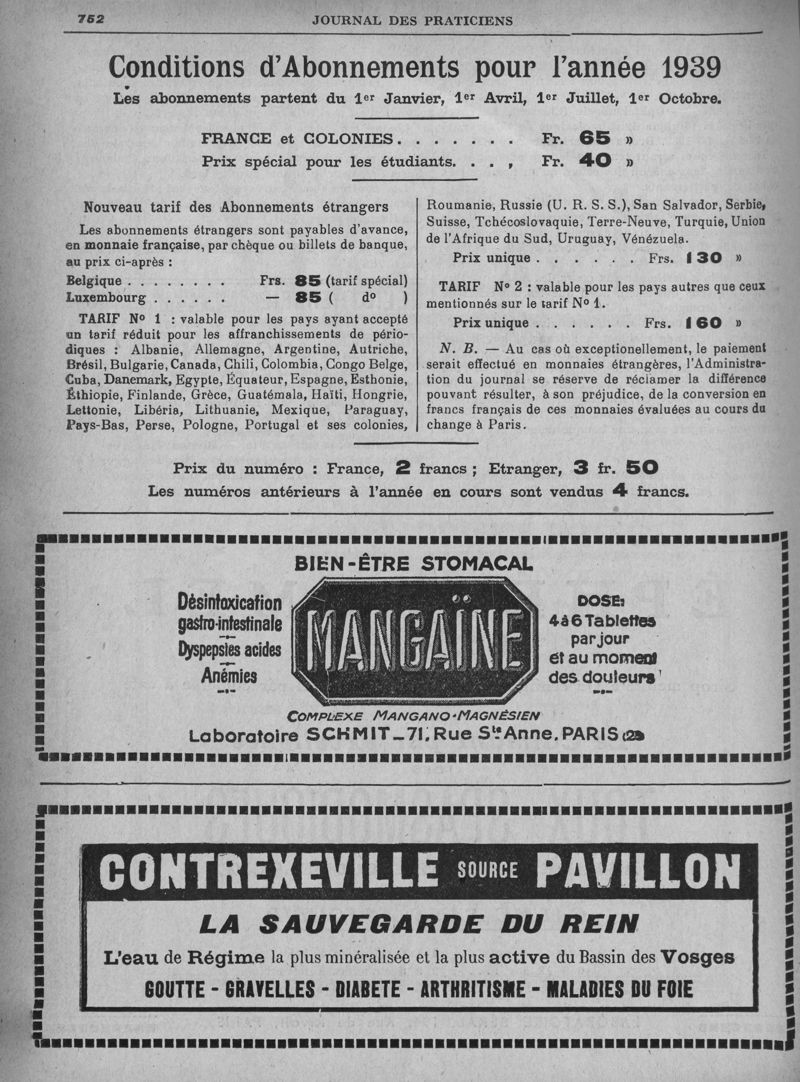 752
JOURNAL DES PRATICIENS
Conditions d'Abonnements pour l'année 1939
Les abonnements partent du 1er Janvier, 1er Avril, 1er Juillet, 1er Octobre.
FRANCE et COLONIES. . . . . . . Fr. 65 »
Prix spécial pour les étudiants. . . , Fr. 40 »
Nouveau tarif des Abonnements étrangers
Les abonnements étrangers sont payables d'avance,
en monnaie française, par chèque ou billets de banque,
au prix ci-après :
Belgique . . . . . . . . Frs. 85 (tarif spécial)
Luxembourg . . . . . . — 85 ( do )
TARIF No 1 : valable pour les pays ayant accepté
un tarif réduit pour les affranchissements de pério-
diques : Albanie, Allemagne, Argentine, Autriche,
Brésil, Bulgarie, Canada, Chili, Colombia, Congo Belge,
Cuba, Danemark, Egypte, Équateur, Espagne, Esthonie,
Éthiopie, Finlande, Grèce, Guatémala, Haïti, Hongrie,
Lettonie, Libéria, Lithuanie, Mexique, Paraguay,
Pays-Bas, Perse, Pologne, Portugal et ses colonies,
Roumanie, Russie (U. R. S. S.), San Salvador, Serbie,
Suisse, Tchécoslovaquie, Terre-Neuve, Turquie, Union
de l'Afrique du Sud, Uruguay, Vénézuela.
Prix unique . . . . . . Frs. 130 »
TARIF No 2 : valable pour les pays autres que ceux
mentionnés sur le tarif No 1.
Prix unique . . . . . . Frs. 160 »
N. B. — Au cas où exceptionellement, le paiement
serait effectué en monnaies étrangères, l'Administra-
tion du journal se réserve de réclamer la différence
pouvant résulter, à son préjudice, de la conversion en
francs français de ces monnaies évaluées au cours du
change à Paris.
Prix du numéro : France, 2 francs ; Etranger, 3 fr. 50
Les numéros antérieurs à l'année en cours sont vendus 4 francs.
BIEN-ÊTRE STOMACAL
Désintoxication
gastro-intestinale
Dyspepsies acides
Anémies
MANGAÏNE
DOSE:
4 à 6 Tablettes
par jour
et au moment
des douleurs
COMPLEXE MANGANO-MAGNÉSIEN
Laboratoire SCHMIT_71, Rue Ste Anne, PARIS (2e)
CONTREXEVILLE SOURCE PAVILLON
LA SAUVEGARDE DU REIN
L'eau de Régime la plus minéralisée et la plus active du Bassin des Vosges
GOUTTE - GRAVELLES - DIABETE - ARTHRITISME - MALADIES DU FOIE